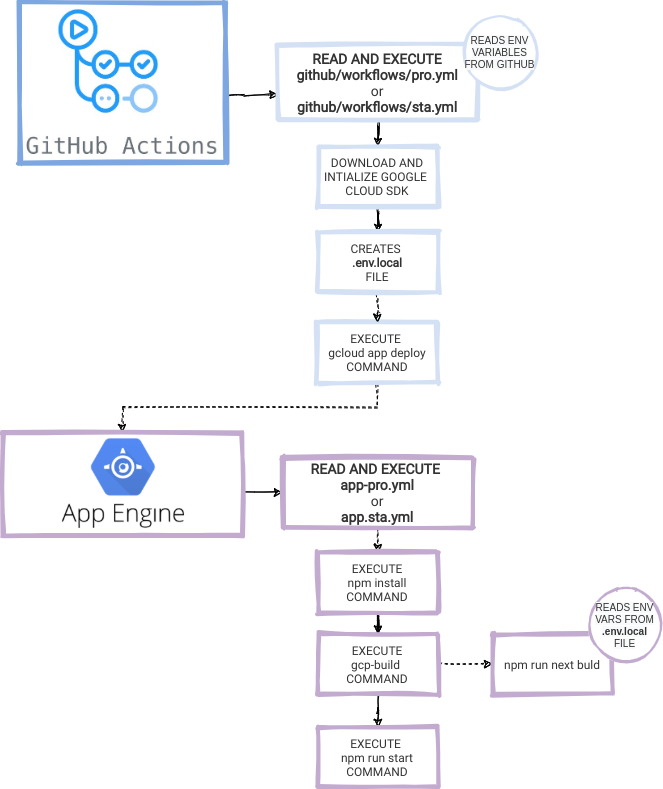 GitHub Actions
READ AND EXECUTE
github/workflows/pro.yml
or
github/workflows/sta.yml
READS ENV
VARIABLES
FROM GITHUB
DOWNLOAD AND
INTIALIZE GOOGLE
CLOUD SDK
CREATES
.env.local
FILE
EXECUTE
gcloud app deploy
COMMAND
App Engine
READ AND EXECUTE
app-pro.yml
or
app.sta.yml
EXECUTE
npm install
COMMAND
EXECUTE
gcp-build
COMMAND
npm run next buld
READS ENV
VARS FROM
.env.local
FILE
EXECUTE
npm run start
COMMAND